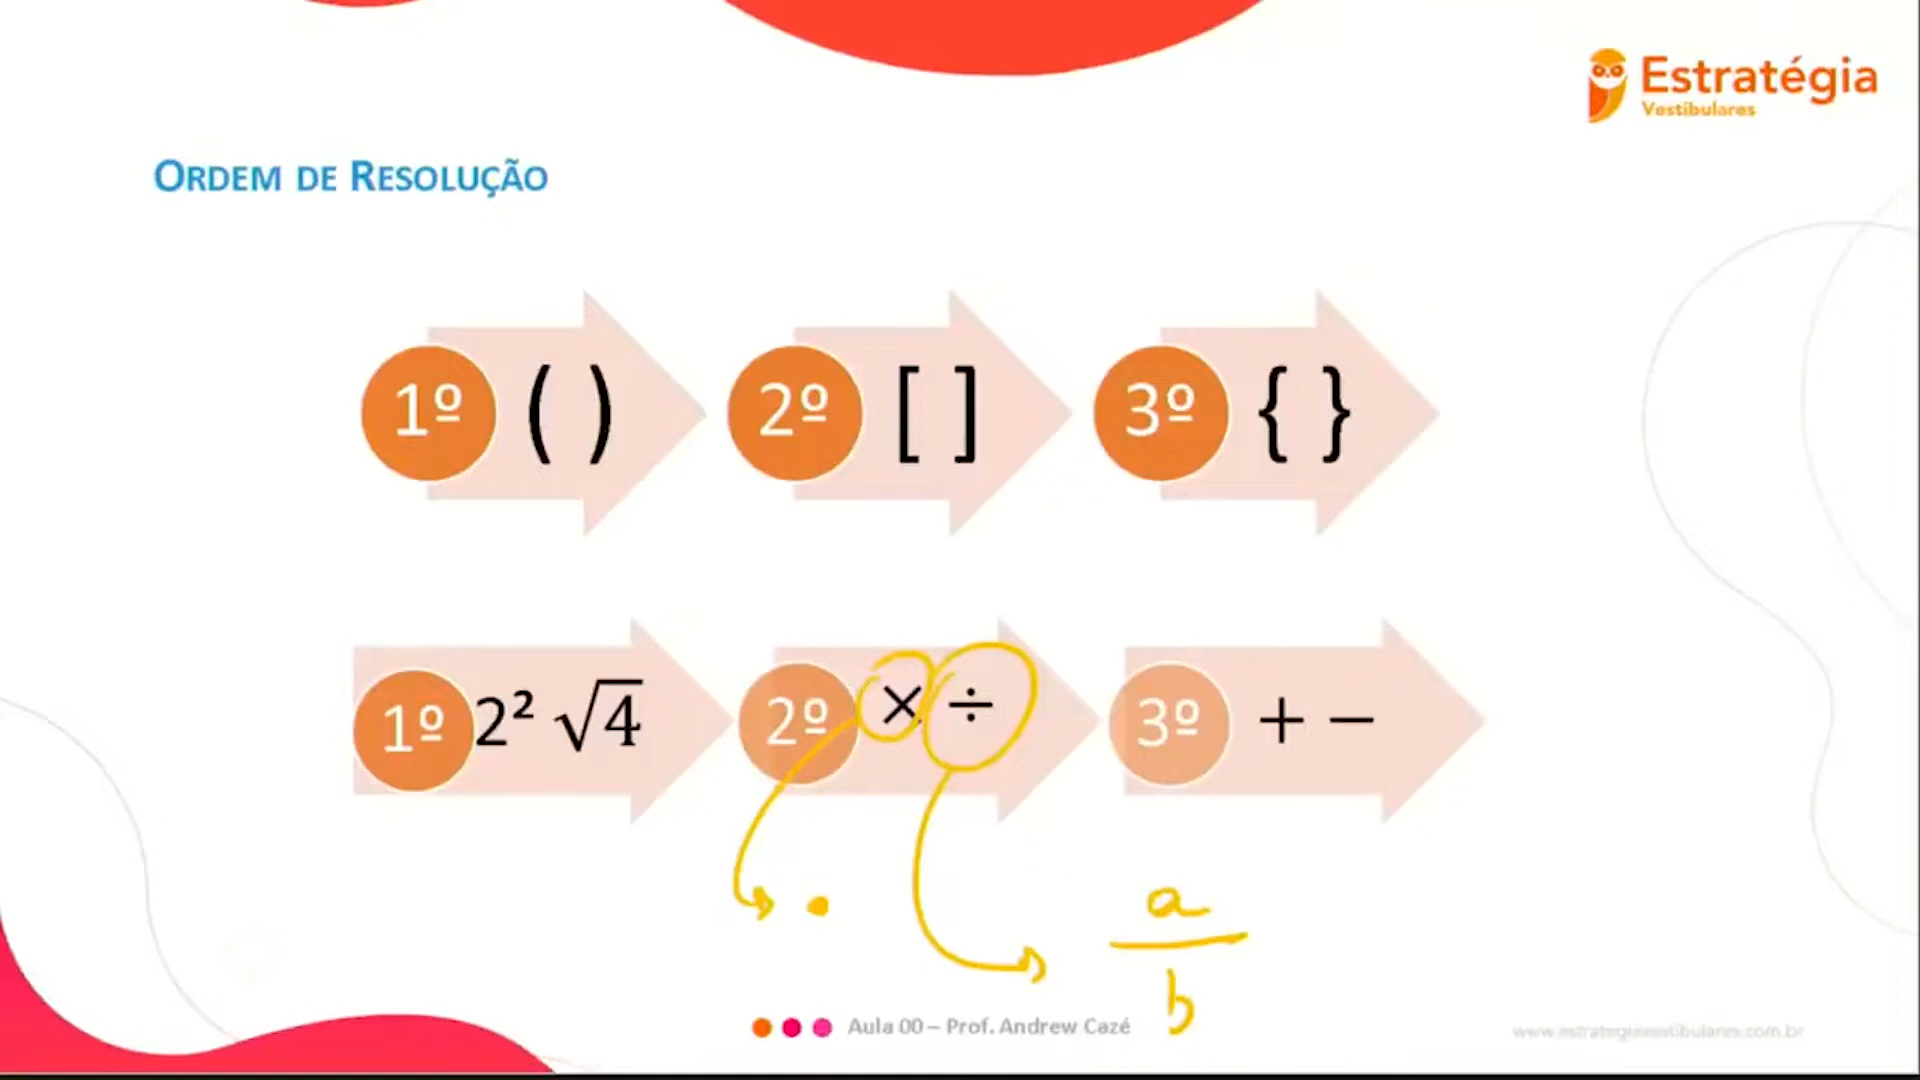 Estratégia
Vestibulares
ORDEM DE RESOLUÇÃO
1º ( ) 2º [ ] 3º { }
1º 2² √4 2º × ÷ 3º + −
•
a
b
Aula 00 – Prof. Andrew Cazé
www.estrategiavestibulares.com.br